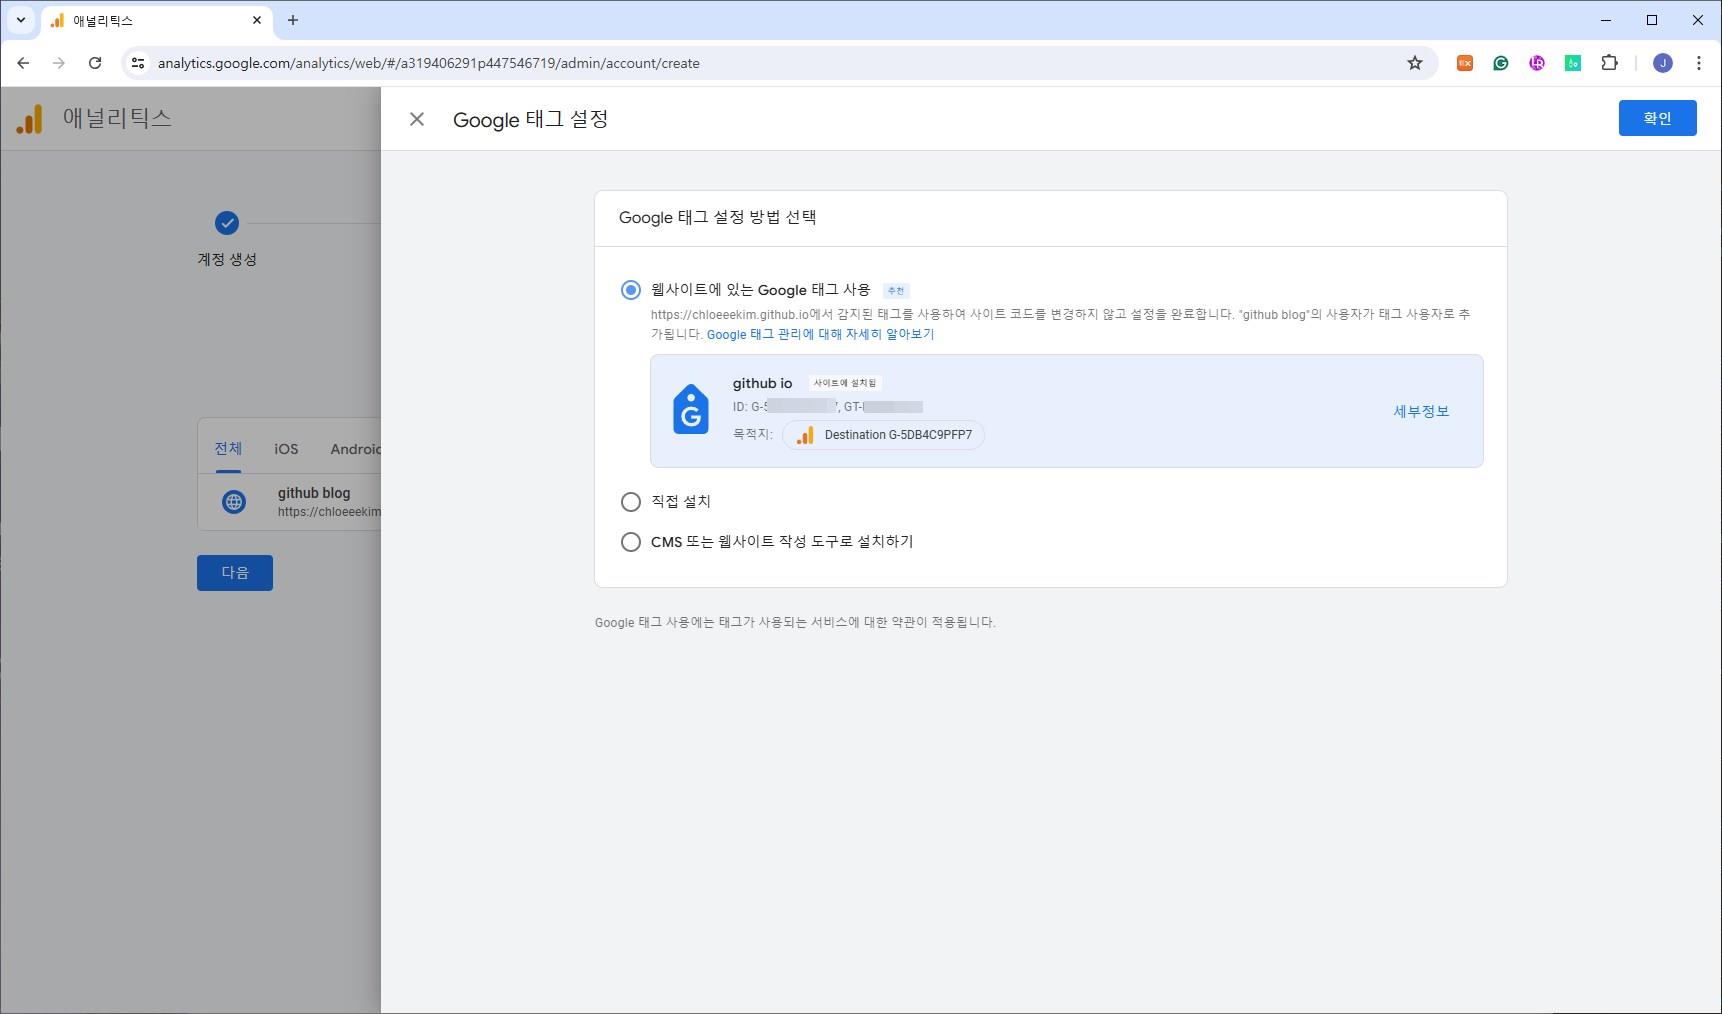 애널리틱스
analytics.google.com/analytics/web/#/a319406291p447546719/admin/account/create
J
애널리틱스
Google 태그 설정
확인
계정 생성
전체 iOS Android
github blog
https://chloeeekim
다음
Google 태그 설정 방법 선택
웹사이트에 있는 Google 태그 사용 추천
https://chloeeekim.github.io에서 감지된 태그를 사용하여 사이트 코드를 변경하지 않고 설정을 완료합니다. "github blog"의 사용자가 태그 사용자로 추
가됩니다. Google 태그 관리에 대해 자세히 알아보기
github io 사이트에 설치됨
ID: G-5 7, GT-
목적지: Destination G-5DB4C9PFP7
세부정보
직접 설치
CMS 또는 웹사이트 작성 도구로 설치하기
Google 태그 사용에는 태그가 사용되는 서비스에 대한 약관이 적용됩니다.